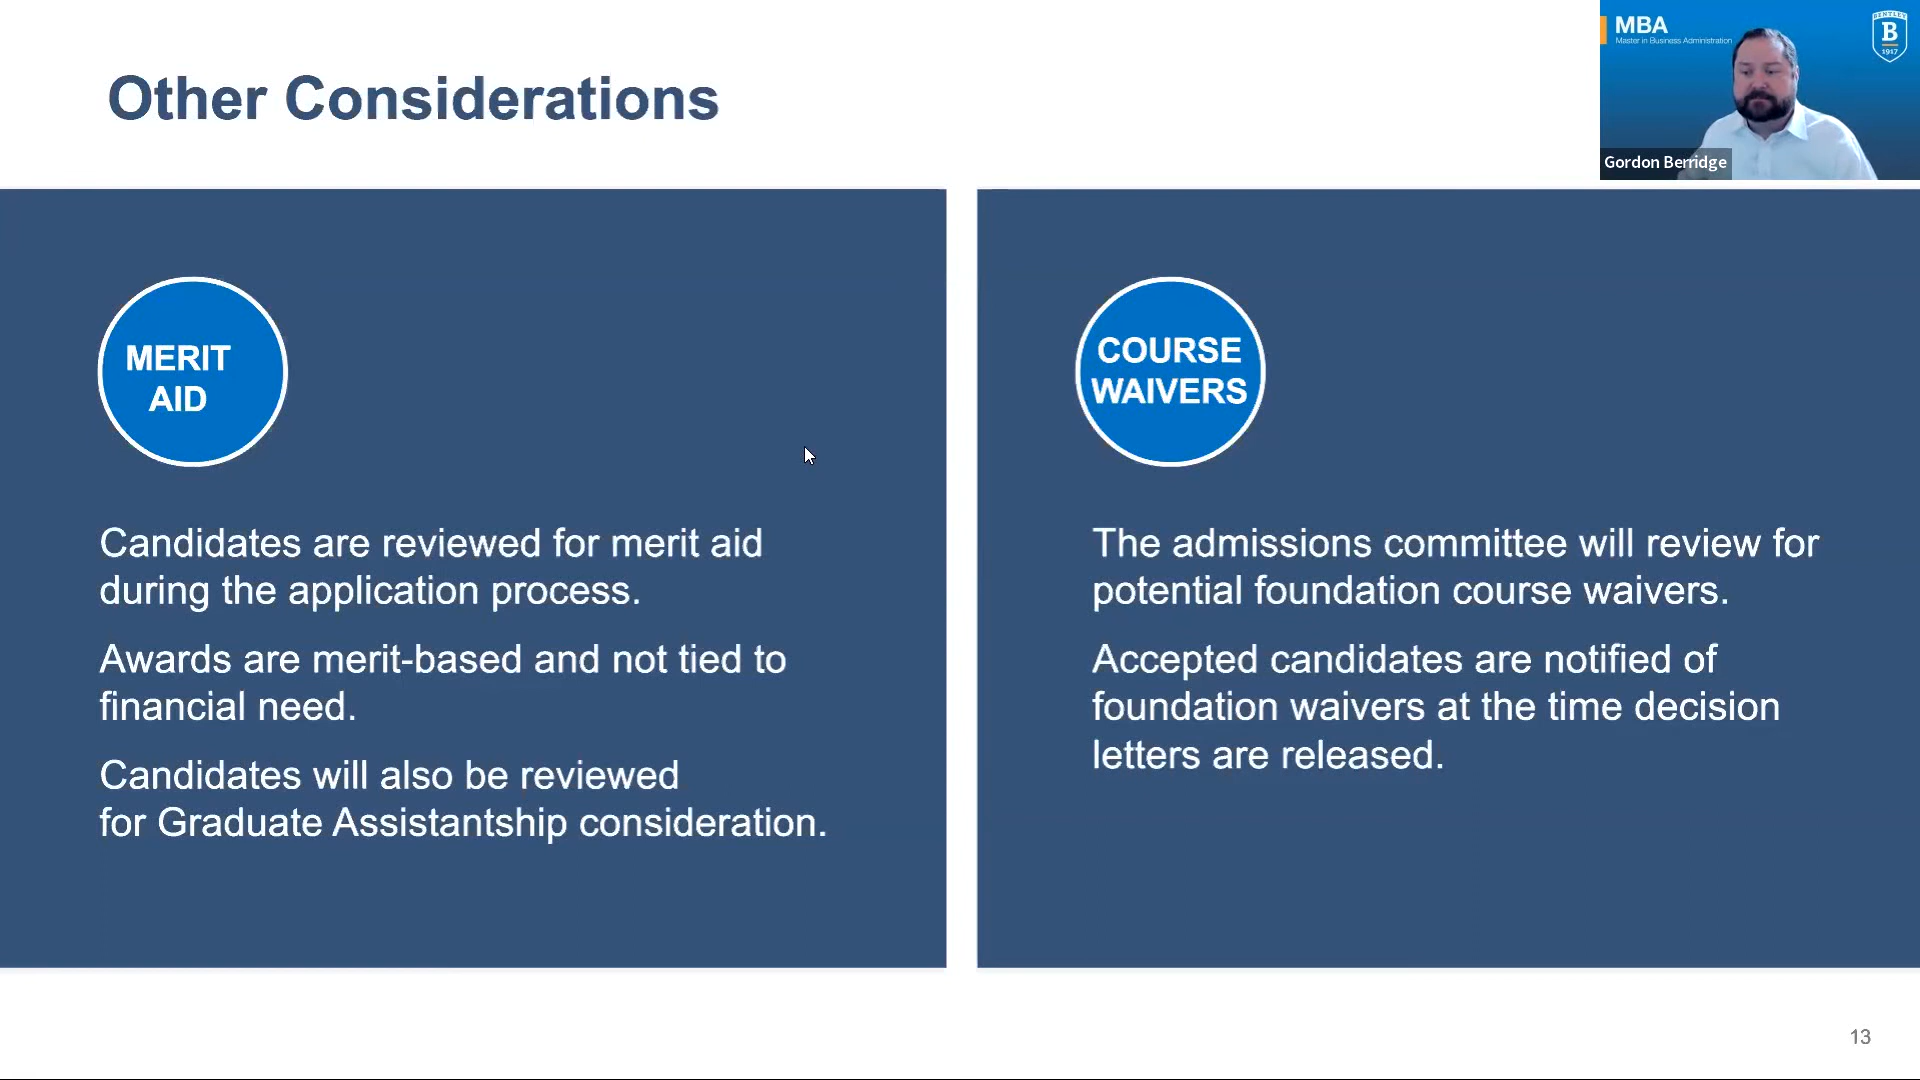 Other Considerations
MBA
Master in Business Administration
BENTLEY
B
1917
Gordon Berridge
MERIT
AID
Candidates are reviewed for merit aid
during the application process.
Awards are merit-based and not tied to
financial need.
Candidates will also be reviewed
for Graduate Assistantship consideration.
COURSE
WAIVERS
The admissions committee will review for
potential foundation course waivers.
Accepted candidates are notified of
foundation waivers at the time decision
letters are released.
13